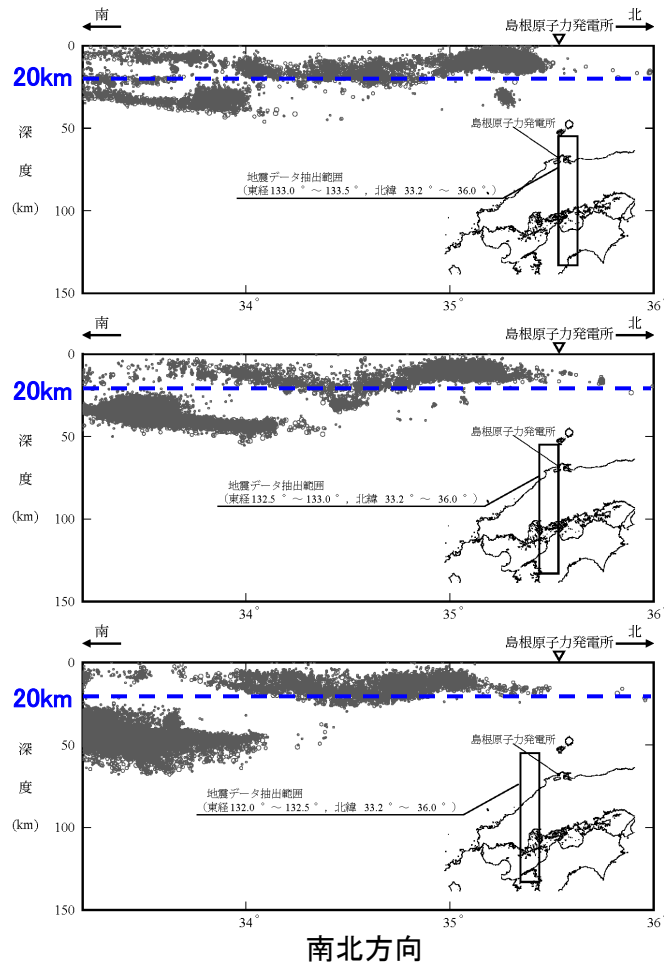 南 島根原子力発電所 北
0
20km
50
深
度
(km)
100
150
島根原子力発電所
地震データ抽出範囲
(東経133.0°～133.5°, 北緯 33.2°～36.0°)
34° 35° 36°
南 島根原子力発電所 北
0
20km
50
深
度
(km)
100
150
島根原子力発電所
地震データ抽出範囲
(東経132.5°～133.0°, 北緯 33.2°～36.0°)
34° 35° 36°
南 島根原子力発電所 北
0
20km
50
深
度
(km)
100
150
島根原子力発電所
地震データ抽出範囲
(東経132.0°～132.5°, 北緯 33.2°～36.0°)
34° 35° 36°
南北方向